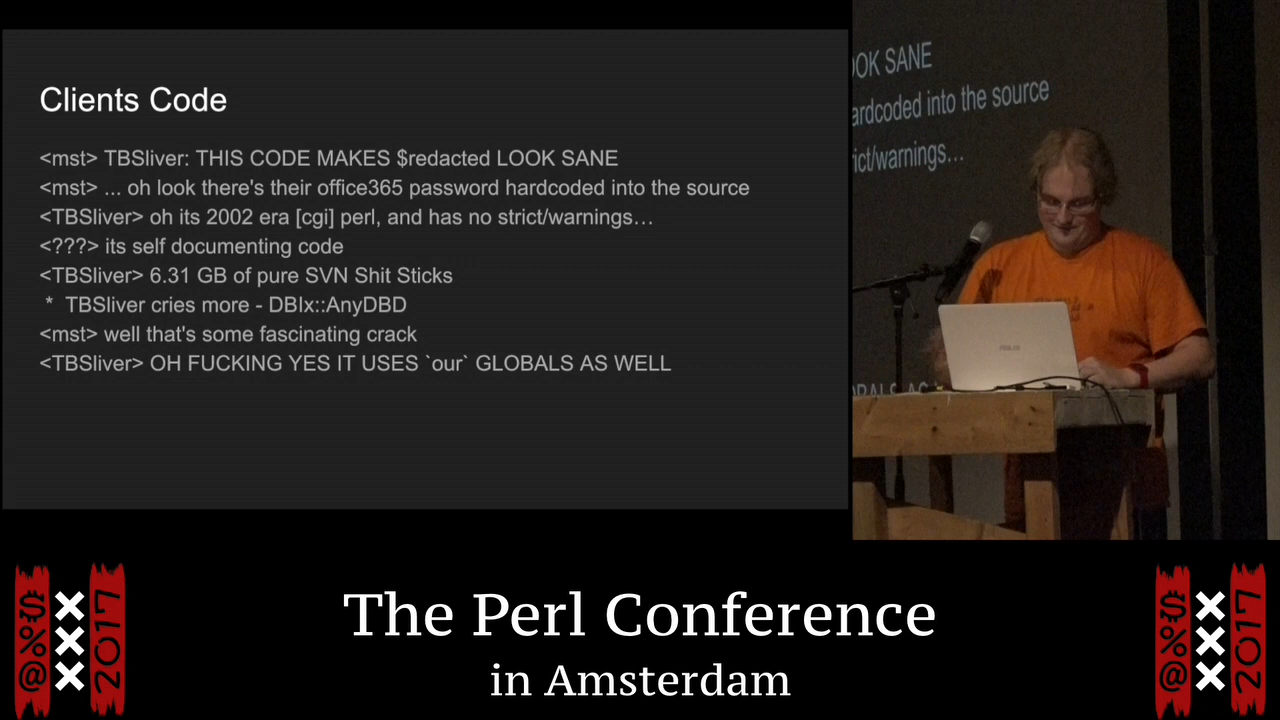 Clients Code
<mst> TBSliver: THIS CODE MAKES $redacted LOOK SANE
<mst> ... oh look there's their office365 password hardcoded into the source
<TBSliver> oh its 2002 era [cgi] perl, and has no strict/warnings…
<???> its self documenting code
<TBSliver> 6.31 GB of pure SVN Shit Sticks
* TBSliver cries more - DBIx::AnyDBD
<mst> well that's some fascinating crack
<TBSliver> OH FUCKING YES IT USES `our` GLOBALS AS WELL
OOK SANE
ardcoded into the source
ict/warnings…
ASUS
The Perl Conference
in Amsterdam
@%$
XXX
2017
@%$
XXX
2017